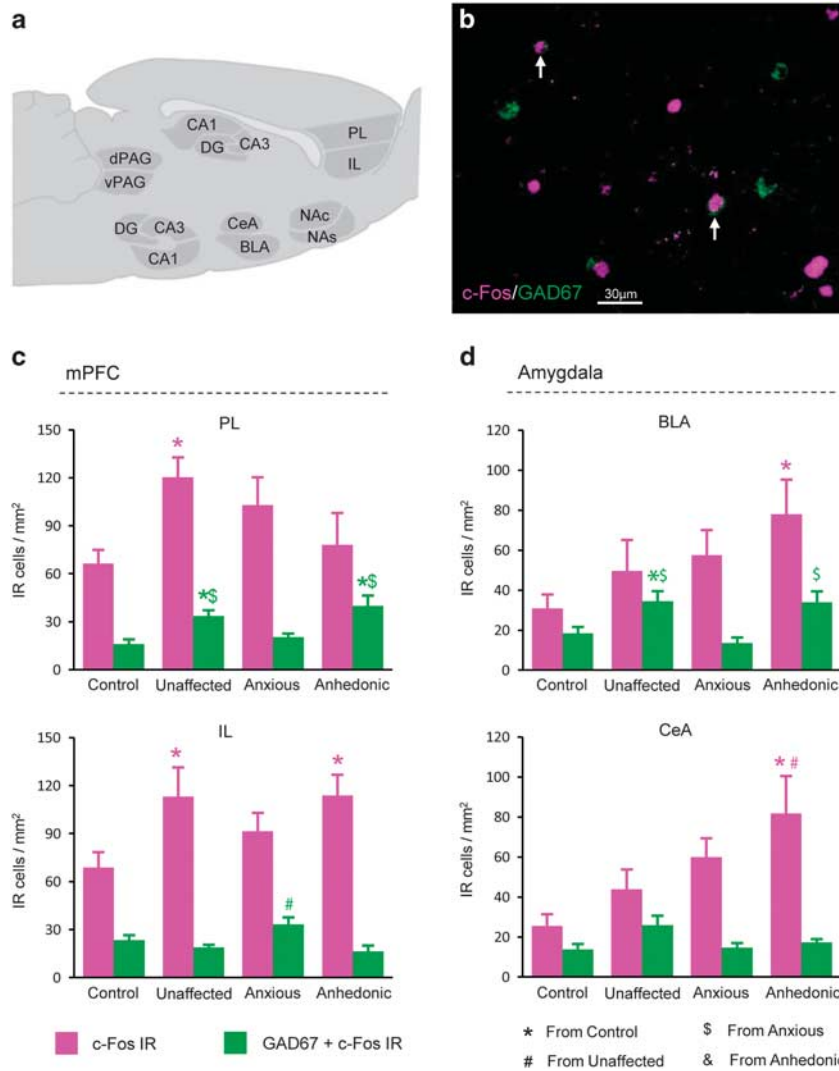 a
CA1
DG
CA3
PL
IL
dPAG
vPAG
DG
CA3
CA1
CeA
BLA
NAc
NAs
b
c-Fos/GAD67
30µm
c
mPFC
PL
IR cells / mm²
150
120
90
60
30
0
*
*$
*$
Control Unaffected Anxious Anhedonic
IL
IR cells / mm²
150
120
90
60
30
0
*
#
*
Control Unaffected Anxious Anhedonic
d
Amygdala
BLA
IR cells / mm²
120
100
80
60
40
20
0
*$
*
$
Control Unaffected Anxious Anhedonic
CeA
IR cells / mm²
120
100
80
60
40
20
0
* #
Control Unaffected Anxious Anhedonic
c-Fos IR
GAD67 + c-Fos IR
* From Control
$ From Anxious
# From Unaffected
& From Anhedonic